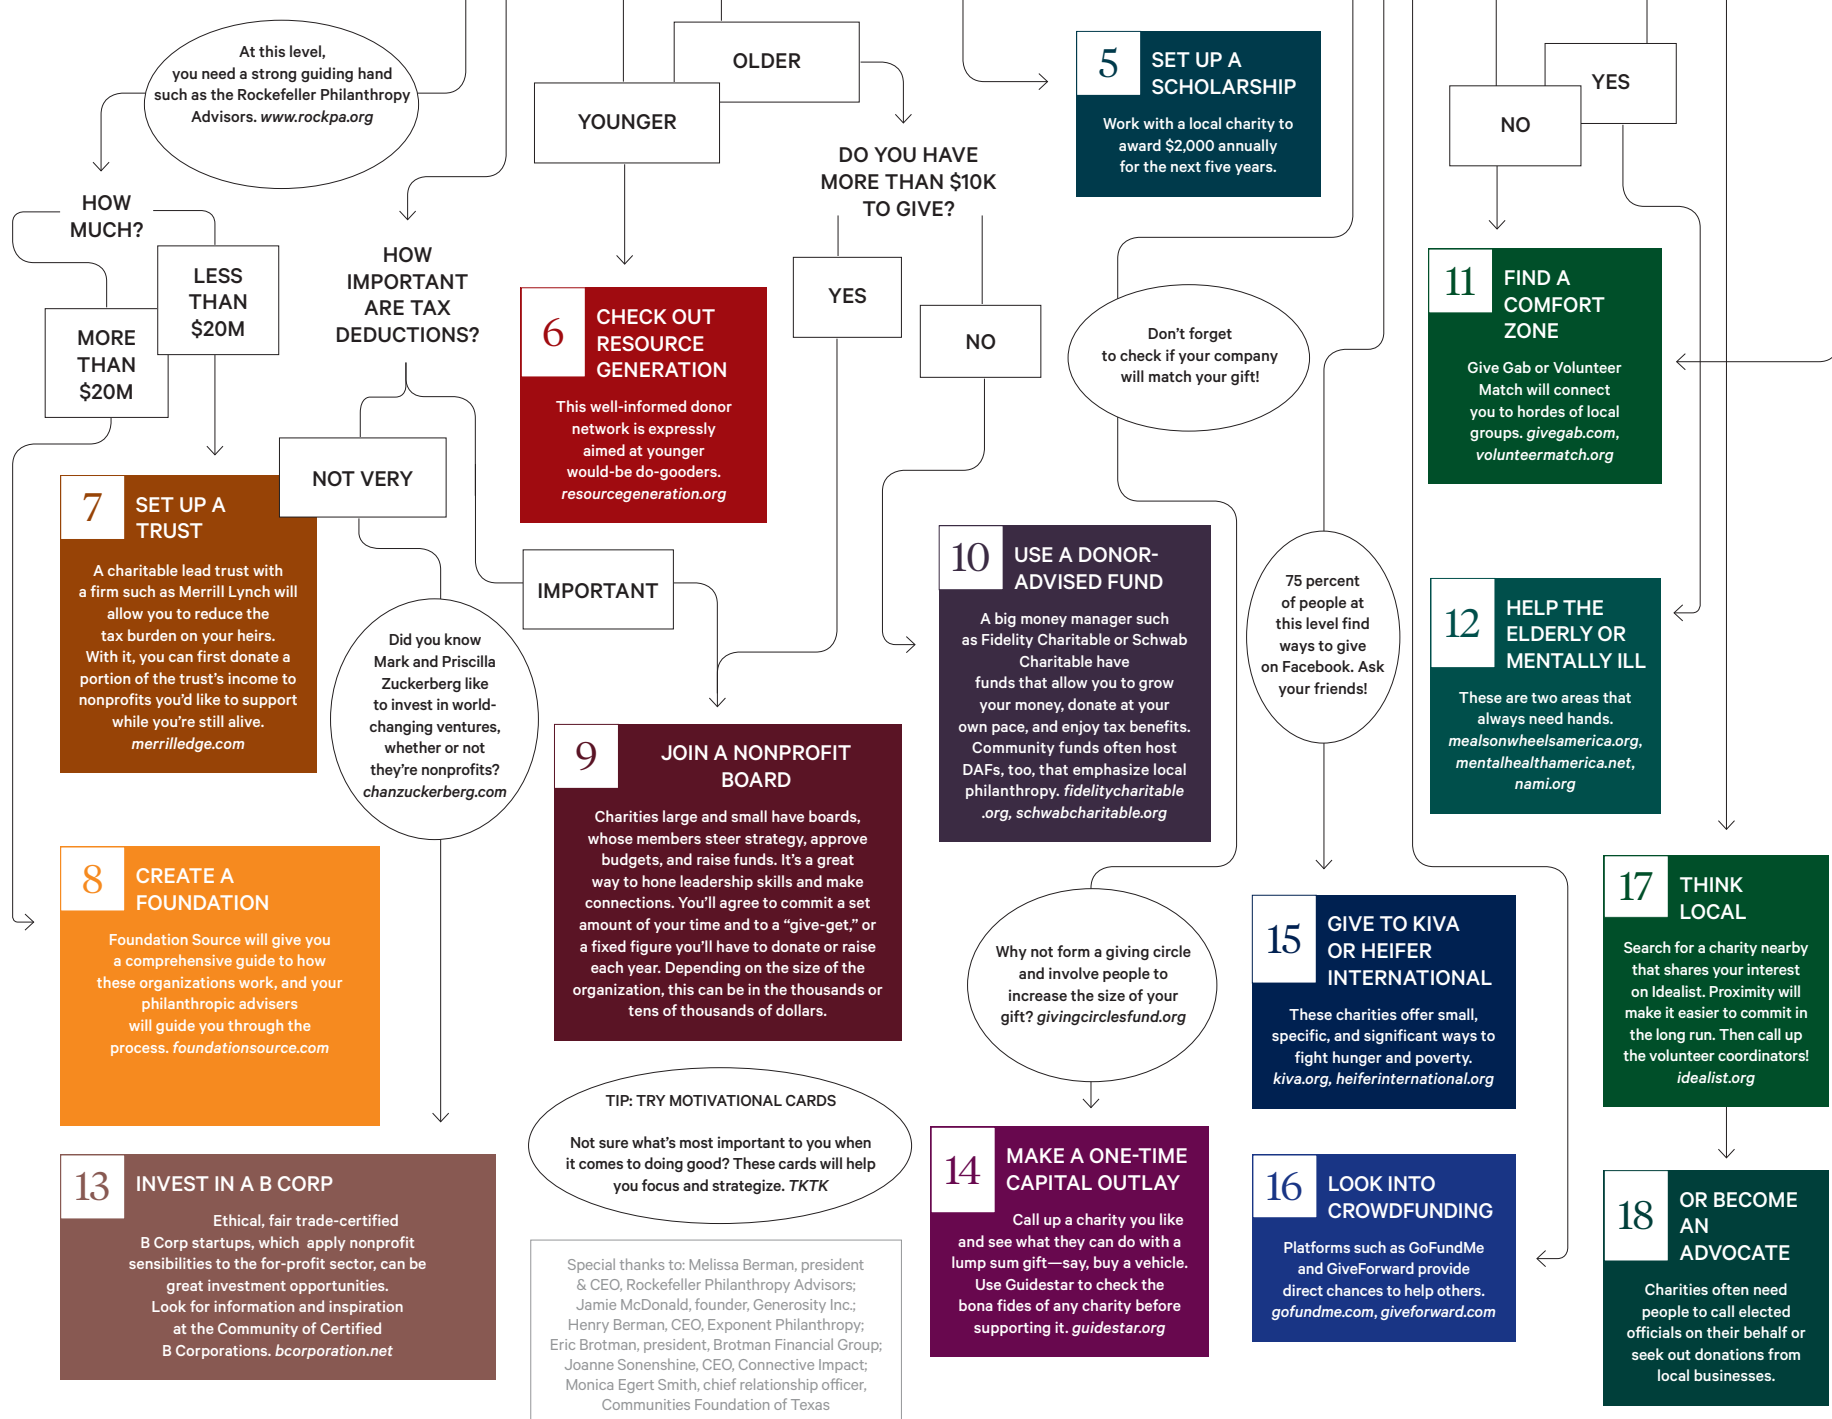 At this level,
you need a strong guiding hand
such as the Rockefeller Philanthropy
Advisors. www.rockpa.org
HOW
MUCH?
LESS
THAN
$20M
MORE
THAN
$20M
HOW
IMPORTANT
ARE TAX
DEDUCTIONS?
NOT VERY
IMPORTANT
OLDER
YOUNGER
DO YOU HAVE
MORE THAN $10K
TO GIVE?
YES
NO
5
SET UP A
SCHOLARSHIP
Work with a local charity to
award $2,000 annually
for the next five years.
YES
NO
6
CHECK OUT
RESOURCE
GENERATION
This well-informed donor
network is expressly
aimed at younger
would-be do-gooders.
resourcegeneration.org
Don’t forget
to check if your company
will match your gift!
11
FIND A
COMFORT
ZONE
Give Gab or Volunteer
Match will connect
you to hordes of local
groups. givegab.com,
volunteermatch.org
7
SET UP A
TRUST
A charitable lead trust with
a firm such as Merrill Lynch will
allow you to reduce the
tax burden on your heirs.
With it, you can first donate a
portion of the trust’s income to
nonprofits you’d like to support
while you’re still alive.
merrilledge.com
Did you know
Mark and Priscilla
Zuckerberg like
to invest in world-
changing ventures,
whether or not
they’re nonprofits?
chanzuckerberg.com
10
USE A DONOR-
ADVISED FUND
A big money manager such
as Fidelity Charitable or Schwab
Charitable have
funds that allow you to grow
your money, donate at your
own pace, and enjoy tax benefits.
Community funds often host
DAFs, too, that emphasize local
philanthropy. fidelitycharitable
.org, schwabcharitable.org
75 percent
of people at
this level find
ways to give
on Facebook. Ask
your friends!
12
HELP THE
ELDERLY OR
MENTALLY ILL
These are two areas that
always need hands.
mealsonwheelsamerica.org,
mentalhealthamerica.net,
nami.org
9
JOIN A NONPROFIT
BOARD
Charities large and small have boards,
whose members steer strategy, approve
budgets, and raise funds. It’s a great
way to hone leadership skills and make
connections. You’ll agree to commit a set
amount of your time and to a “give-get,” or
a fixed figure you’ll have to donate or raise
each year. Depending on the size of the
organization, this can be in the thousands or
tens of thousands of dollars.
8
CREATE A
FOUNDATION
Foundation Source will give you
a comprehensive guide to how
these organizations work, and your
philanthropic advisers
will guide you through the
process. foundationsource.com
Why not form a giving circle
and involve people to
increase the size of your
gift? givingcirclesfund.org
15
GIVE TO KIVA
OR HEIFER
INTERNATIONAL
These charities offer small,
specific, and significant ways to
fight hunger and poverty.
kiva.org, heiferinternational.org
17
THINK
LOCAL
Search for a charity nearby
that shares your interest
on Idealist. Proximity will
make it easier to commit in
the long run. Then call up
the volunteer coordinators!
idealist.org
TIP: TRY MOTIVATIONAL CARDS
Not sure what’s most important to you when
it comes to doing good? These cards will help
you focus and strategize. TKTK
13
INVEST IN A B CORP
Ethical, fair trade-certified
B Corp startups, which apply nonprofit
sensibilities to the for-profit sector, can be
great investment opportunities.
Look for information and inspiration
at the Community of Certified
B Corporations. bcorporation.net
14
MAKE A ONE-TIME
CAPITAL OUTLAY
Call up a charity you like
and see what they can do with a
lump sum gift—say, buy a vehicle.
Use Guidestar to check the
bona fides of any charity before
supporting it. guidestar.org
16
LOOK INTO
CROWDFUNDING
Platforms such as GoFundMe
and GiveForward provide
direct chances to help others.
gofundme.com, giveforward.com
18
OR BECOME
AN
ADVOCATE
Charities often need
people to call elected
officials on their behalf or
seek out donations from
local businesses.
Special thanks to: Melissa Berman, president
& CEO, Rockefeller Philanthropy Advisors;
Jamie McDonald, founder, Generosity Inc.;
Henry Berman, CEO, Exponent Philanthropy;
Eric Brotman, president, Brotman Financial Group;
Joanne Sonenshine, CEO, Connective Impact;
Monica Egert Smith, chief relationship officer,
Communities Foundation of Texas